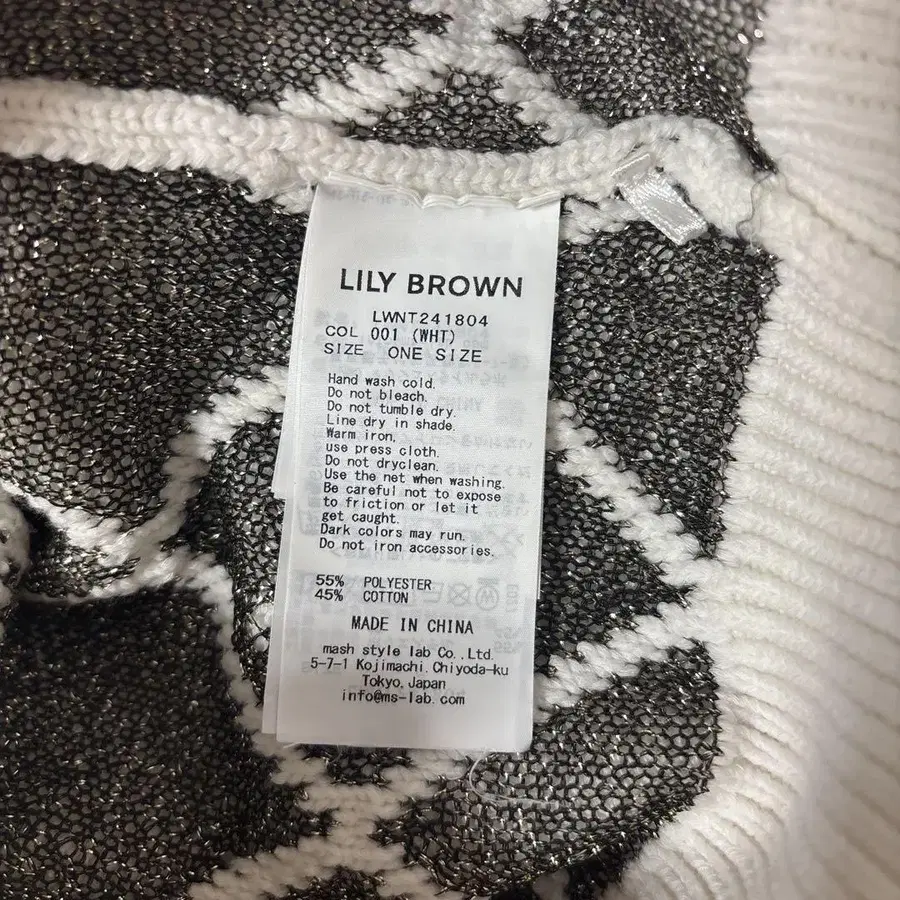 LILY BROWN
LWNT241804
COL 001 (WHT)
SIZE ONE SIZE
Hand wash cold.
Do not bleach.
Do not tumble dry.
Line dry in shade.
Warm iron.
use press cloth.
Do not dryclean.
Use the net when washing.
Be careful not to expose
to friction or let it
get caught.
Dark colors may run.
Do not iron accessories.
55% POLYESTER
45% COTTON
MADE IN CHINA
mash style lab Co.,Ltd.
5-7-1 Kojimachi.Chiyoda-ku
Tokyo.Japan
info@ms-lab.com